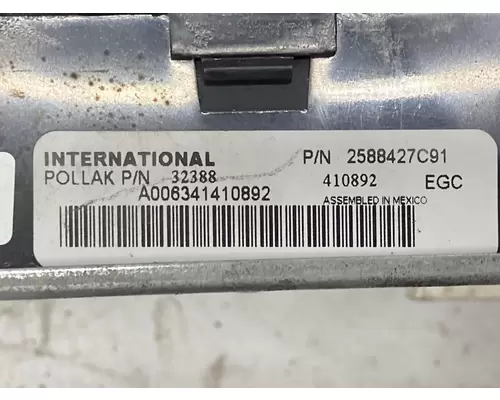 INTERNATIONAL P/N 2588427C91
POLLAK P/N 32388 410892 EGC
A006341410892 ASSEMBLED IN MEXICO